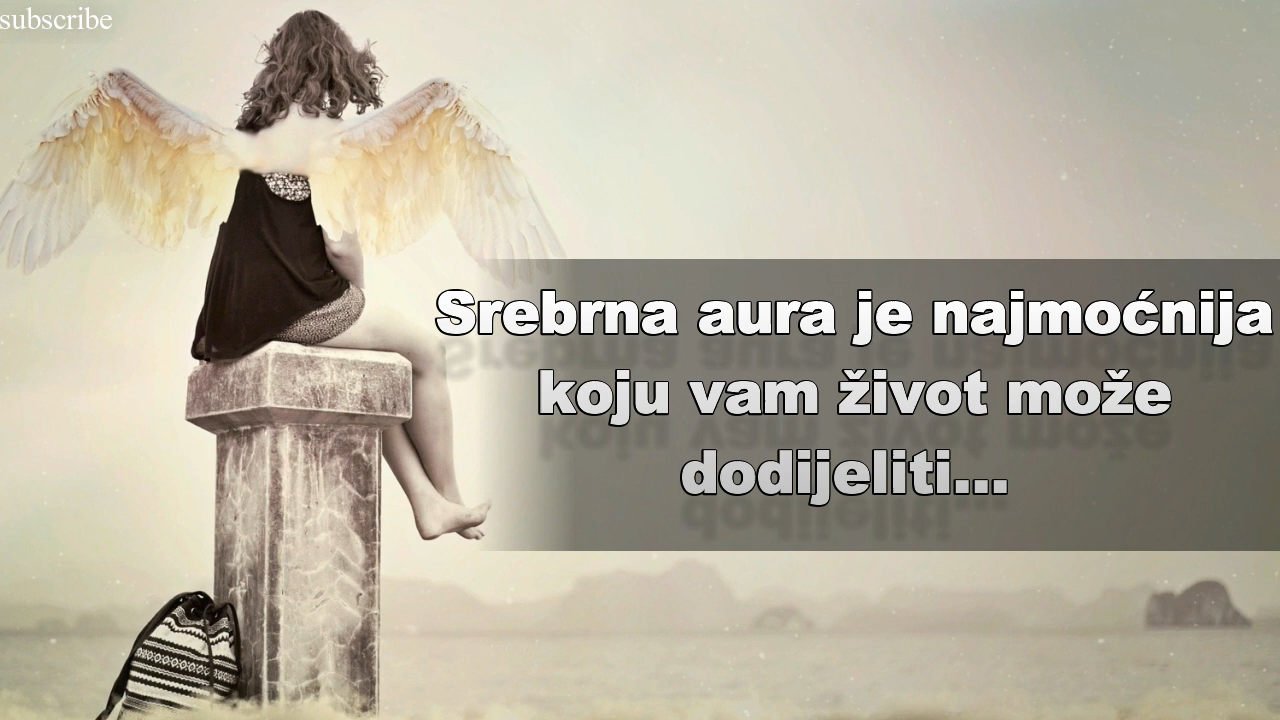 subscribe
Srebrna aura je najmoćnija
koju vam život može
dodijeliti...